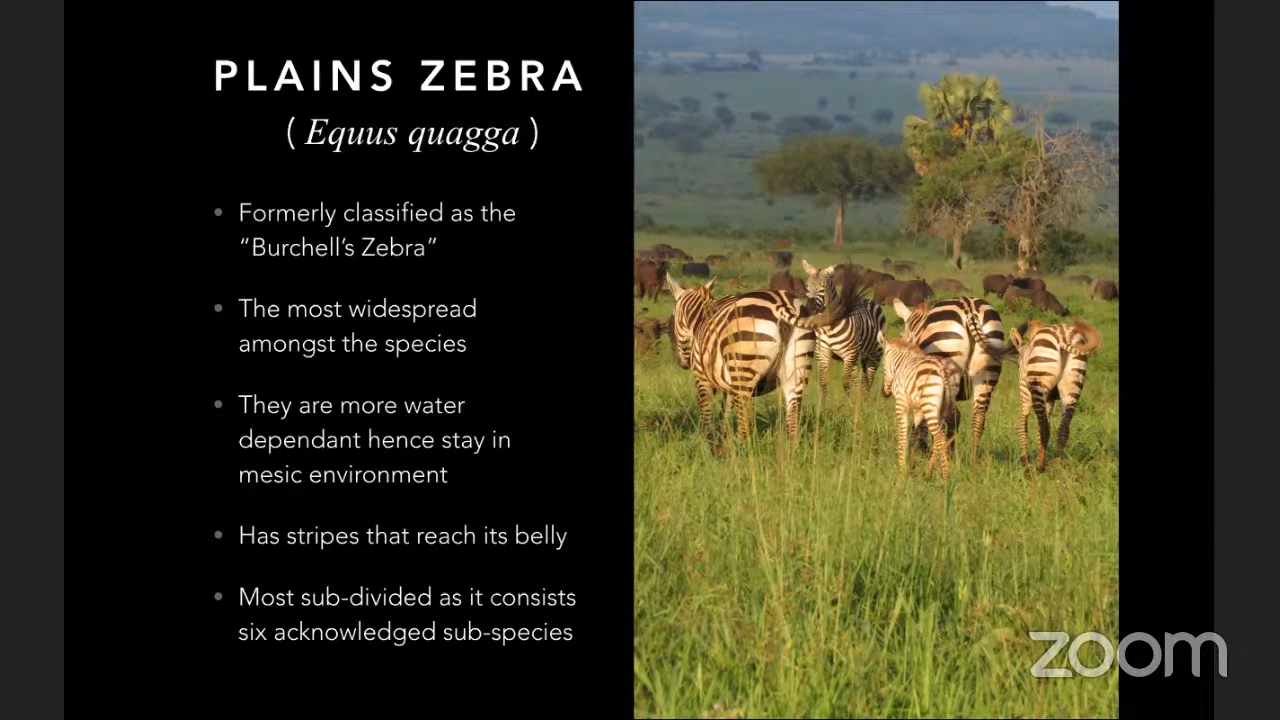 PLAINS ZEBRA
( Equus quagga )
• Formerly classified as the
“Burchell’s Zebra”
• The most widespread
amongst the species
• They are more water
dependant hence stay in
mesic environment
• Has stripes that reach its belly
• Most sub-divided as it consists
six acknowledged sub-species
zoom